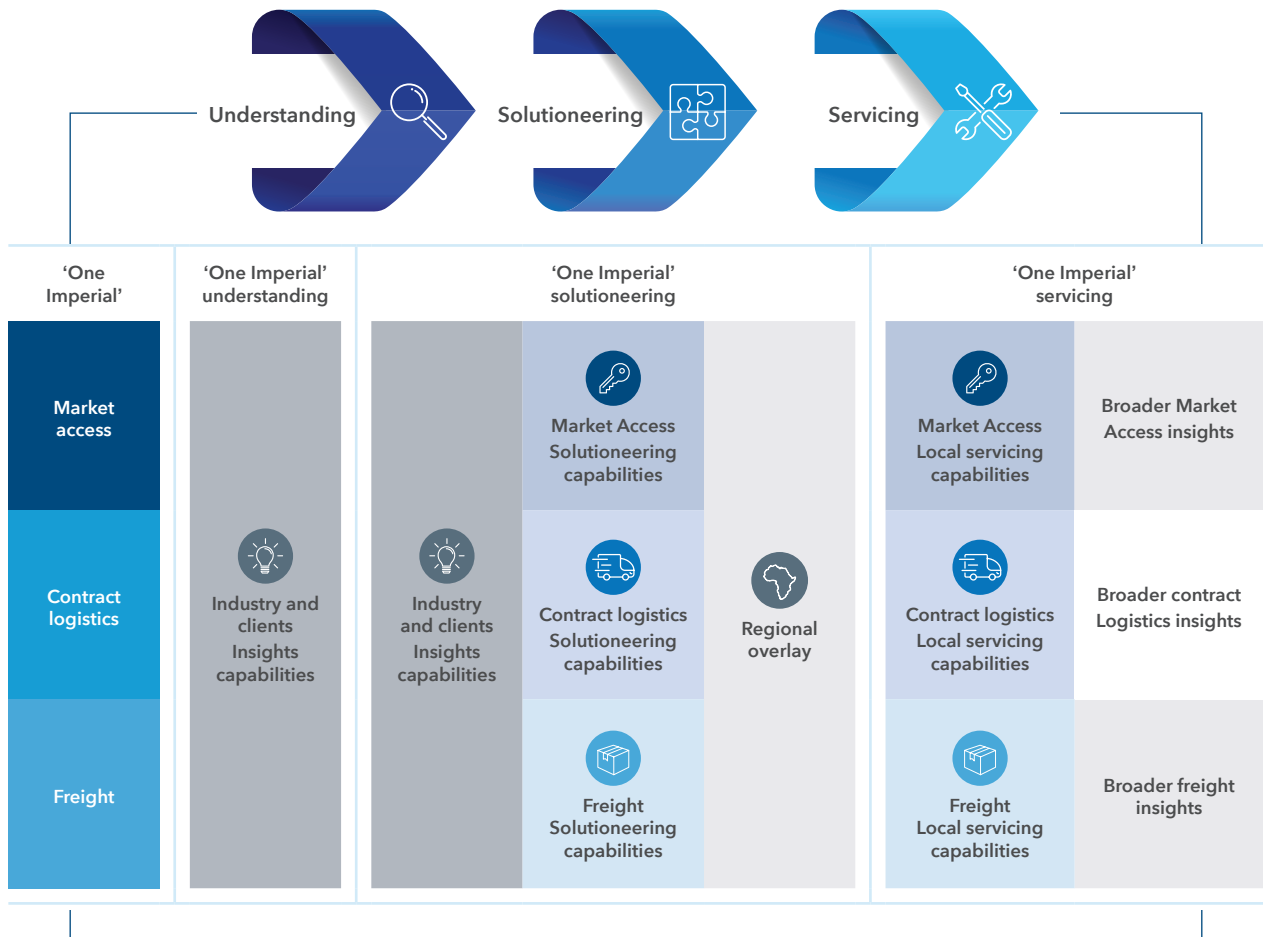 Understanding
Solutioneering
Servicing
‘One
Imperial’
‘One Imperial’
understanding
‘One Imperial’
solutioneering
‘One Imperial’
servicing
Market
access
Contract
logistics
Freight
Industry and
clients
Insights
capabilities
Industry
and clients
Insights
capabilities
Market Access
Solutioneering
capabilities
Contract logistics
Solutioneering
capabilities
Freight
Solutioneering
capabilities
Regional
overlay
Market Access
Local servicing
capabilities
Contract logistics
Local servicing
capabilities
Freight
Local servicing
capabilities
Broader Market
Access insights
Broader contract
Logistics insights
Broader freight
insights